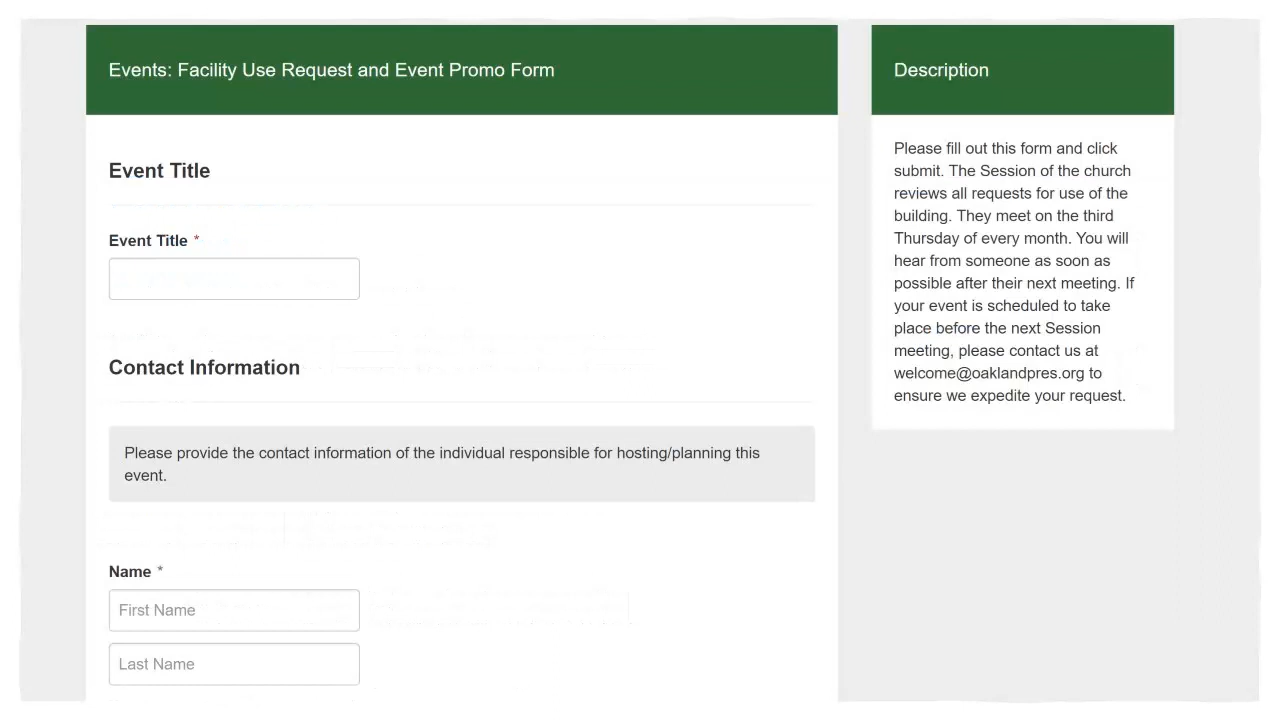 Events: Facility Use Request and Event Promo Form
Event Title
Event Title *
Contact Information
Please provide the contact information of the individual responsible for hosting/planning this
event.
Name *
First Name
Last Name
Description
Please fill out this form and click
submit. The Session of the church
reviews all requests for use of the
building. They meet on the third
Thursday of every month. You will
hear from someone as soon as
possible after their next meeting. If
your event is scheduled to take
place before the next Session
meeting, please contact us at
welcome@oaklandpres.org to
ensure we expedite your request.